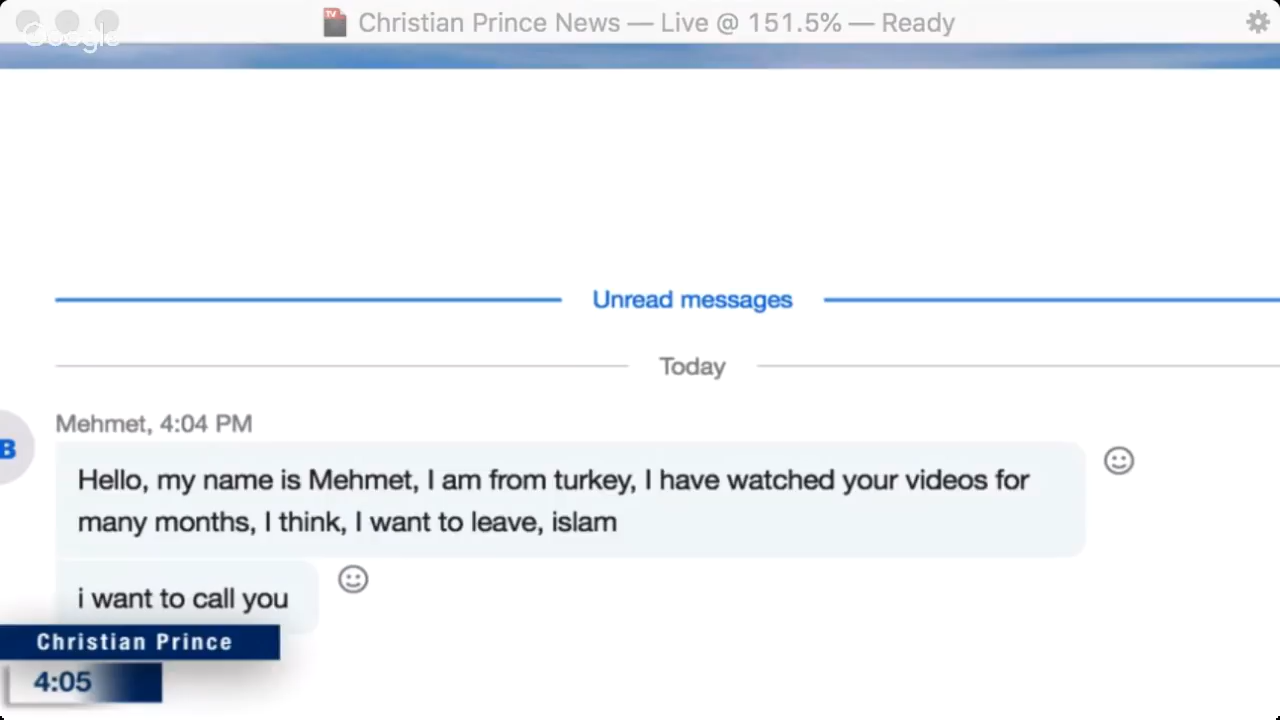 Christian Prince News — Live @ 151.5% — Ready
Google
Unread messages
Today
Mehmet, 4:04 PM
B
Hello, my name is Mehmet, I am from turkey, I have watched your videos for
many months, I think, I want to leave, islam
i want to call you
Christian Prince
4:05